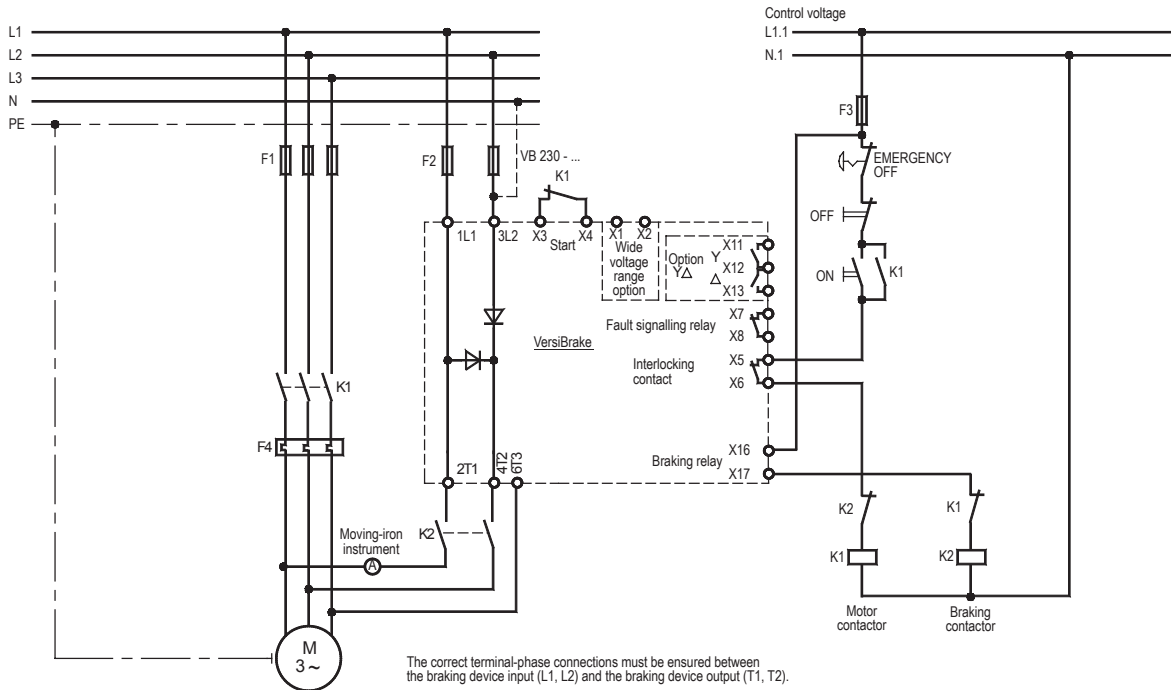 Control voltage
L1
L1.1
L2
N.1
L3
N
F3
PE
F1
F2
VB 230 - ...
EMERGENCY
OFF
K1
OFF
1L1
3L2
X3
X4
X1
X2
Start
Wide
voltage
range
option
Option
Y△
Y
△
X11
X12
X13
ON
K1
Fault signalling relay
X7
X8
VersiBrake
Interlocking
contact
X5
X6
K1
F4
Braking relay
X16
X17
2T1
4T2
6T3
K2
K1
K2
Moving-iron
instrument
A
K1
K2
Motor
contactor
Braking
contactor
M
3 ~
The correct terminal-phase connections must be ensured between
the braking device input (L1, L2) and the braking device output (T1, T2).